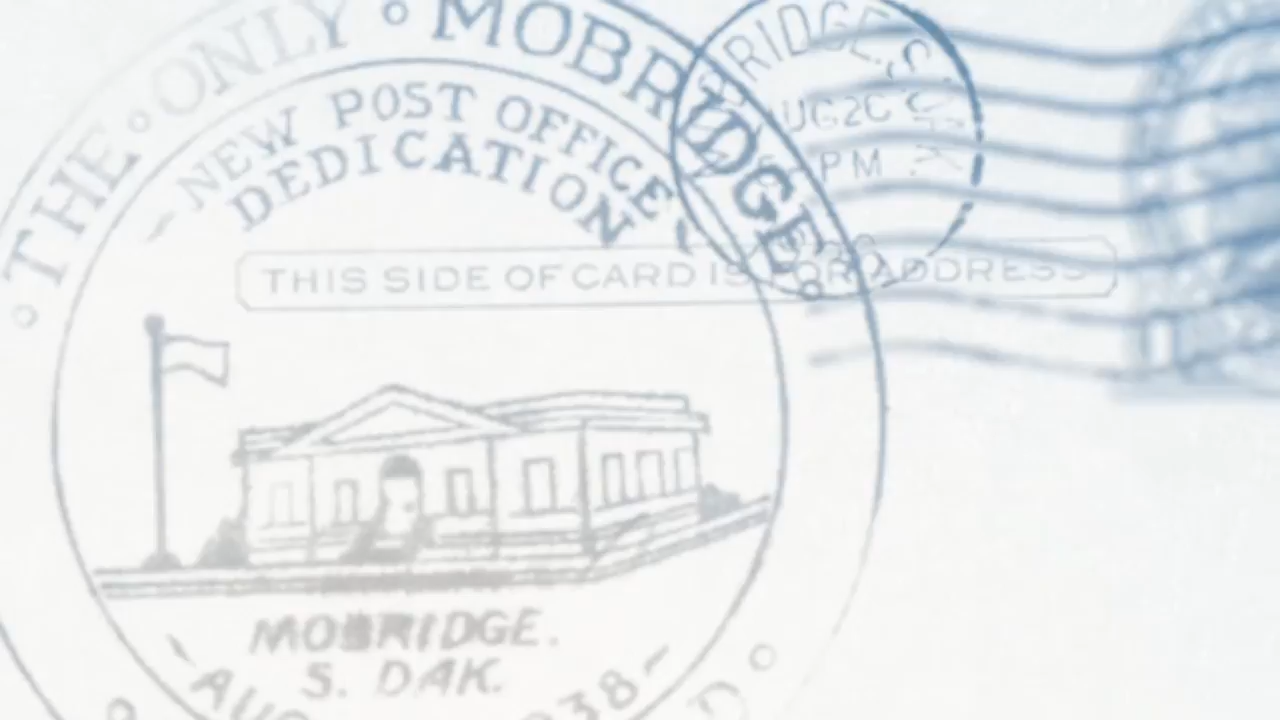 THE ONLY MOBRIDGE
NEW POST OFFICE
DEDICATION
THIS SIDE OF CARD IS FOR ADDRESS
PM
MOBRIDGE.
S. DAK.